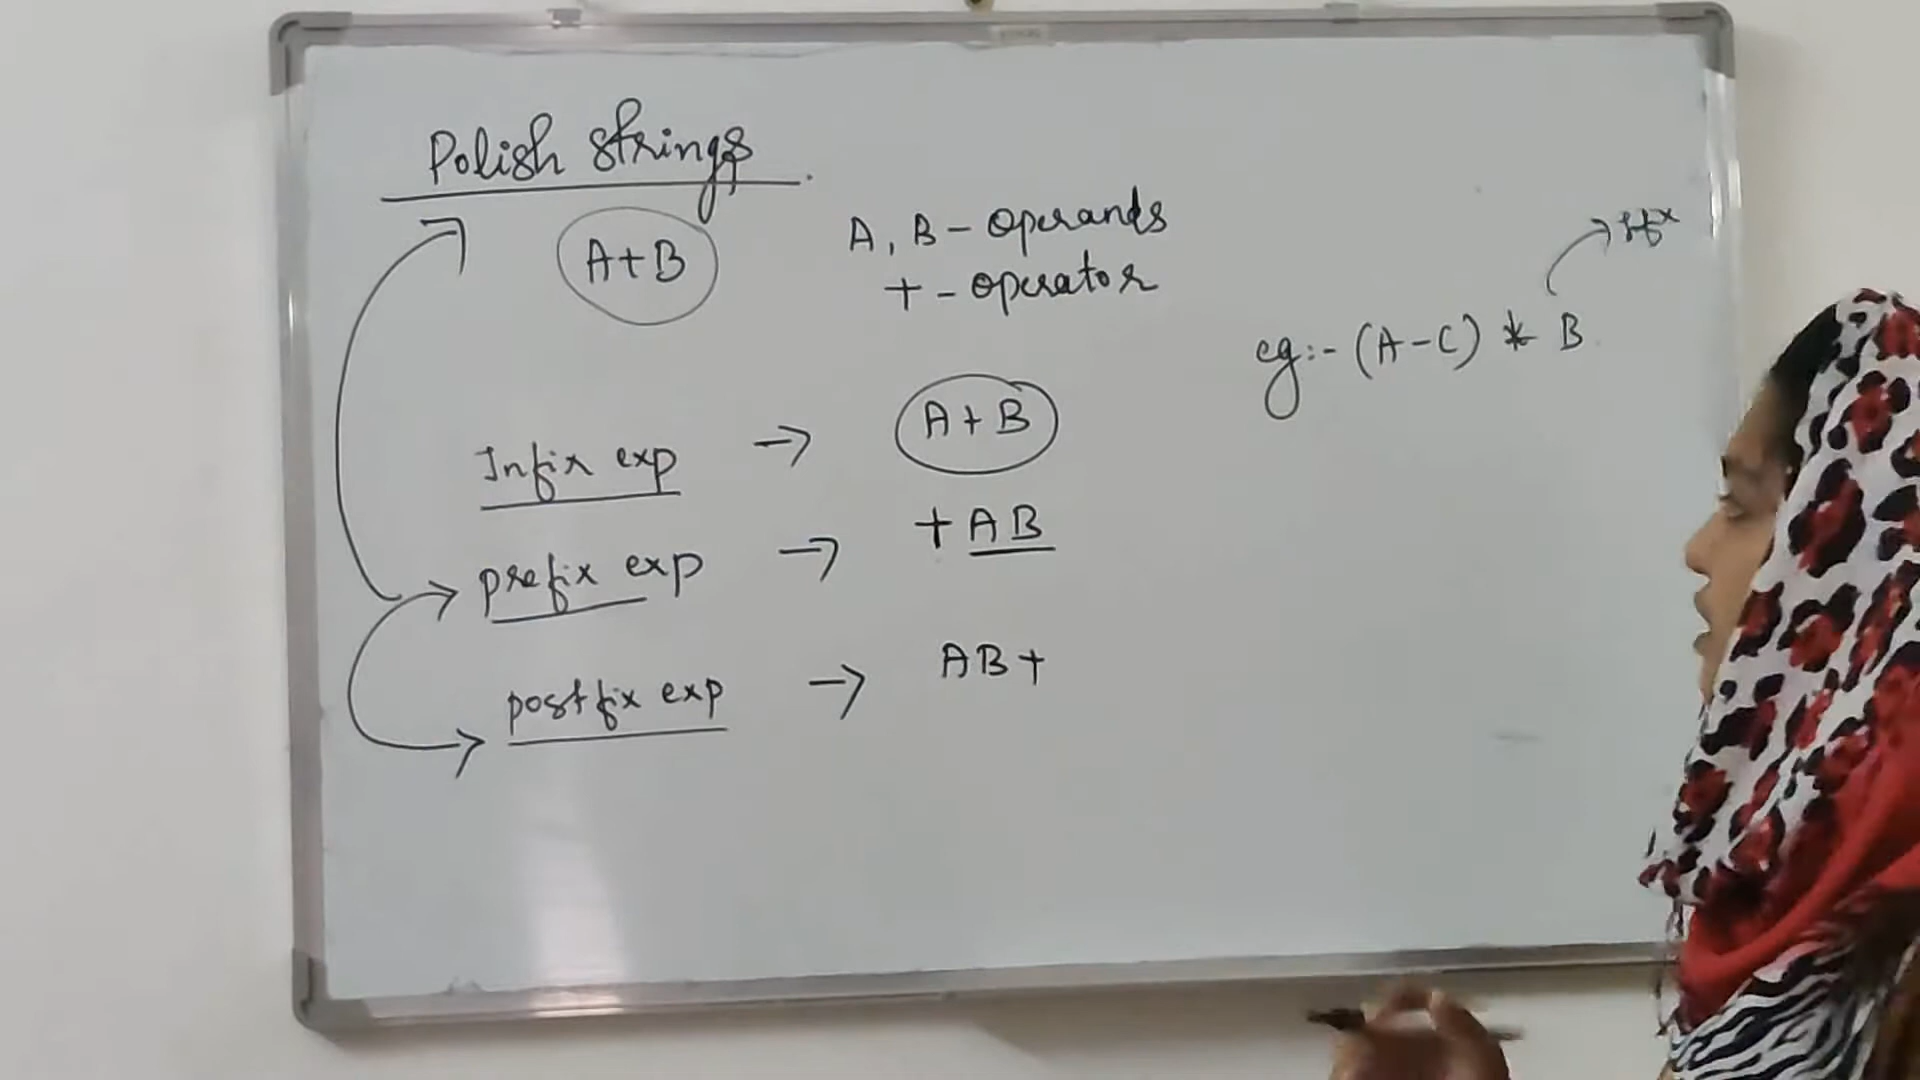 Polish strings
A+B
A, B - operands
+ - operator
eg:- (A-C) * B
Infix exp → A+B
prefix exp → +AB
postfix exp → AB+